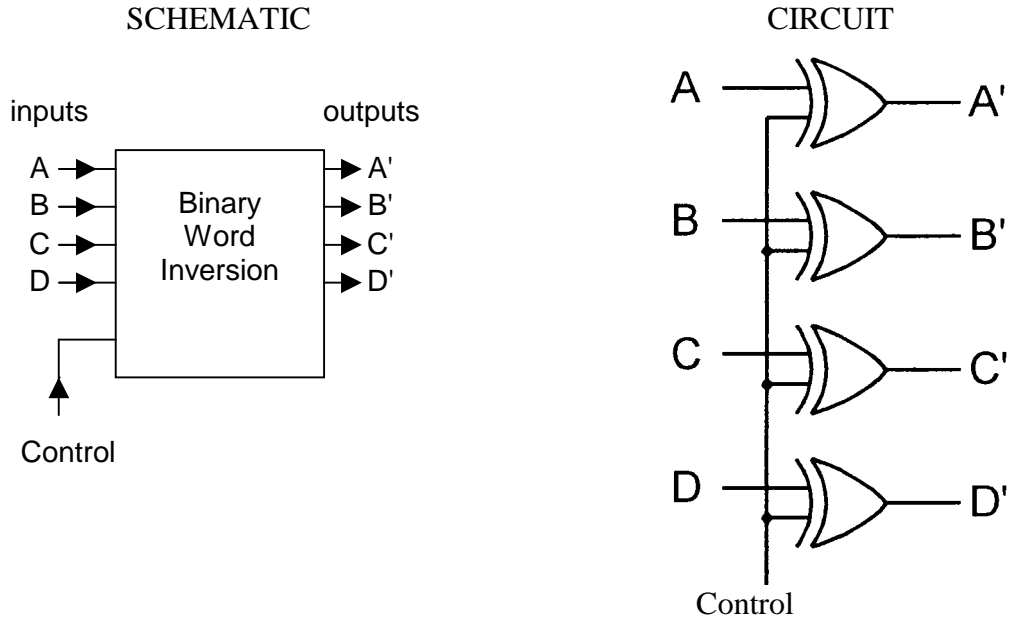 SCHEMATIC
inputs
outputs
A
A'
B
B'
C
C'
D
D'
Binary
Word
Inversion
Control
CIRCUIT
A
A'
B
B'
C
C'
D
D'
Control